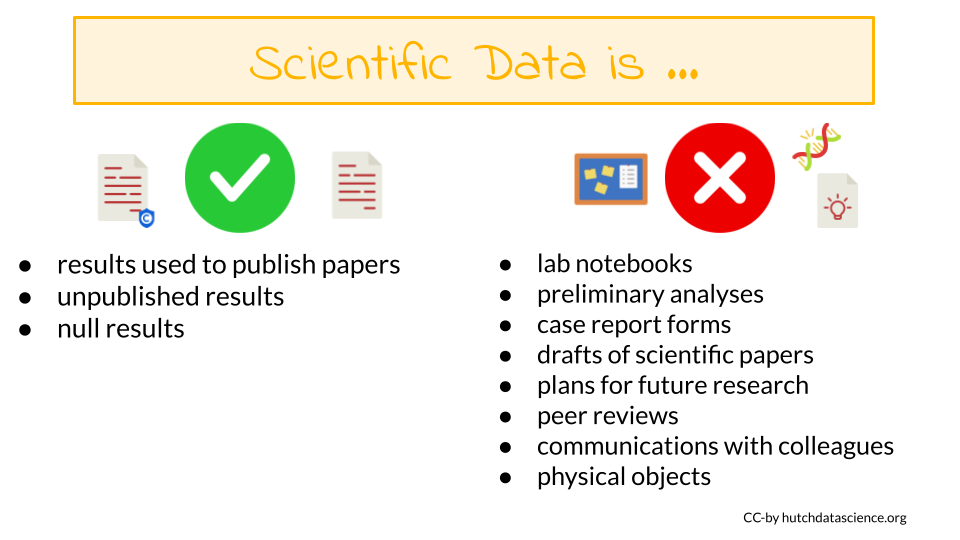 Scientific Data is ...
● results used to publish papers
● unpublished results
● null results
● lab notebooks
● preliminary analyses
● case report forms
● drafts of scientific papers
● plans for future research
● peer reviews
● communications with colleagues
● physical objects
CC-by hutchdatascience.org